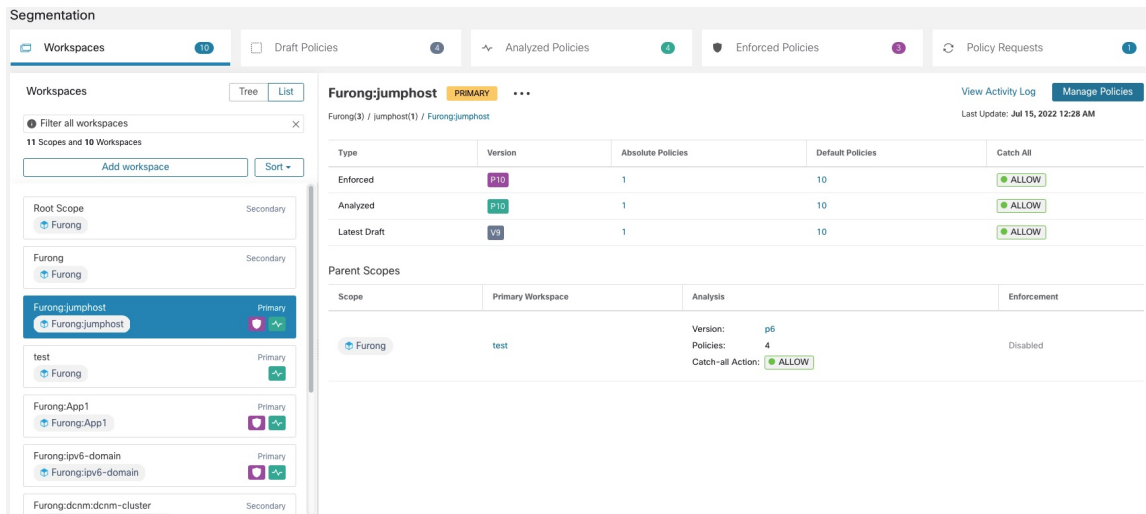 Segmentation
Workspaces 10 Draft Policies 4 Analyzed Policies 4 Enforced Policies 3 Policy Requests 1
Workspaces Tree List
Filter all workspaces
11 Scopes and 10 Workspaces
Add workspace Sort
Root Scope Secondary
Furong
Furong Secondary
Furong
Furong:jumphost Primary
Furong:jumphost
test Primary
Furong
Furong:App1 Primary
Furong:App1
Furong:ipv6-domain Primary
Furong:ipv6-domain
Furong:dcnm:dcnm-cluster Secondary
Furong:jumphost PRIMARY ... View Activity Log Manage Policies
Furong(3) / jumphost(1) / Furong:jumphost Last Update: Jul 15, 2022 12:28 AM
Type Version Absolute Policies Default Policies Catch All
Enforced P10 1 10 ALLOW
Analyzed P10 1 10 ALLOW
Latest Draft V9 1 10 ALLOW
Parent Scopes
Scope Primary Workspace Analysis Enforcement
Version: p6
Furong test Policies: 4 Disabled
Catch-all Action: ALLOW